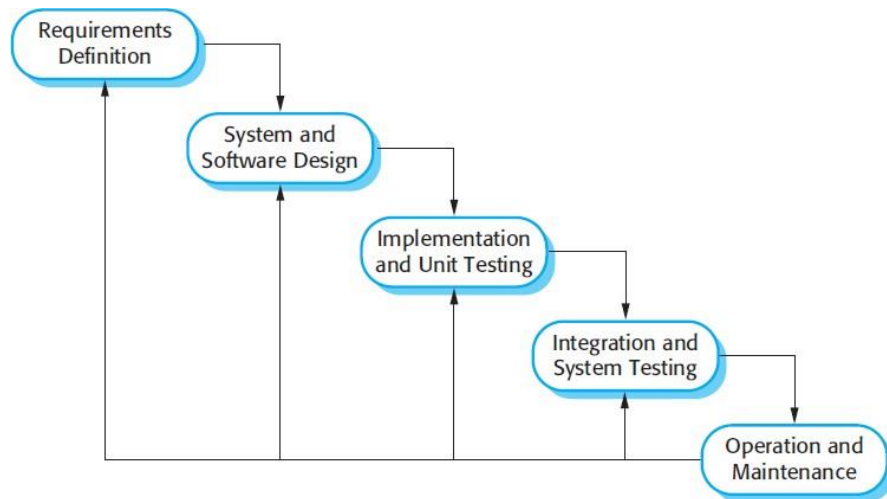 Requirements
Definition
System and
Software Design
Implementation
and Unit Testing
Integration and
System Testing
Operation and
Maintenance